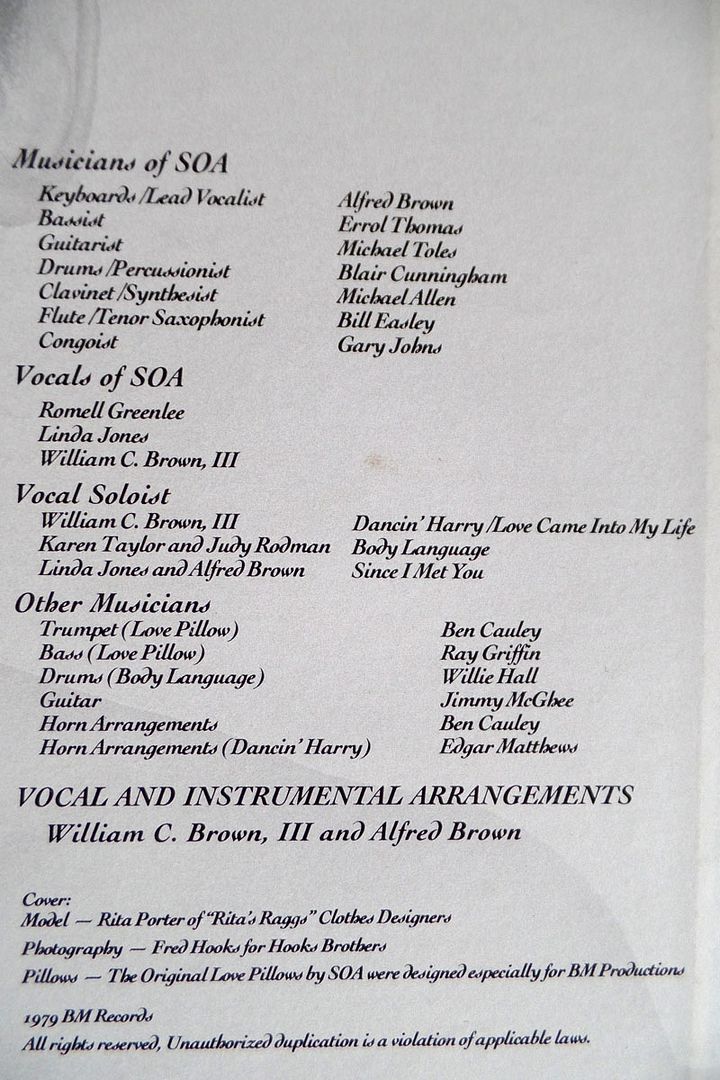 Musicians of SOA
Keyboards/Lead Vocalist Alfred Brown
Bassist Errol Thomas
Guitarist Michael Toles
Drums/Percussionist Blair Cunningham
Clavinet/Synthesist Michael Allen
Flute/Tenor Saxophonist Bill Easley
Congoist Gary Johns
Vocals of SOA
Romell Greenlee
Linda Jones
William C. Brown, III
Vocal Soloist
William C. Brown, III Dancin' Harry/Love Came Into My Life
Karen Taylor and Judy Rodman Body Language
Linda Jones and Alfred Brown Since I Met You
Other Musicians
Trumpet (Love Pillow) Ben Cauley
Bass (Love Pillow) Ray Griffin
Drums (Body Language) Willie Hall
Guitar Jimmy McGhee
Horn Arrangements Ben Cauley
Horn Arrangements (Dancin' Harry) Edgar Matthews
VOCAL AND INSTRUMENTAL ARRANGEMENTS
William C. Brown, III and Alfred Brown
Cover:
Model — Rita Porter of "Rita's Raggs" Clothes Designers
Photography — Fred Hooks for Hooks Brothers
Pillows — The Original Love Pillows by SOA were designed especially for BM Productions
1979 BM Records
All rights reserved, Unauthorized duplication is a violation of applicable laws.